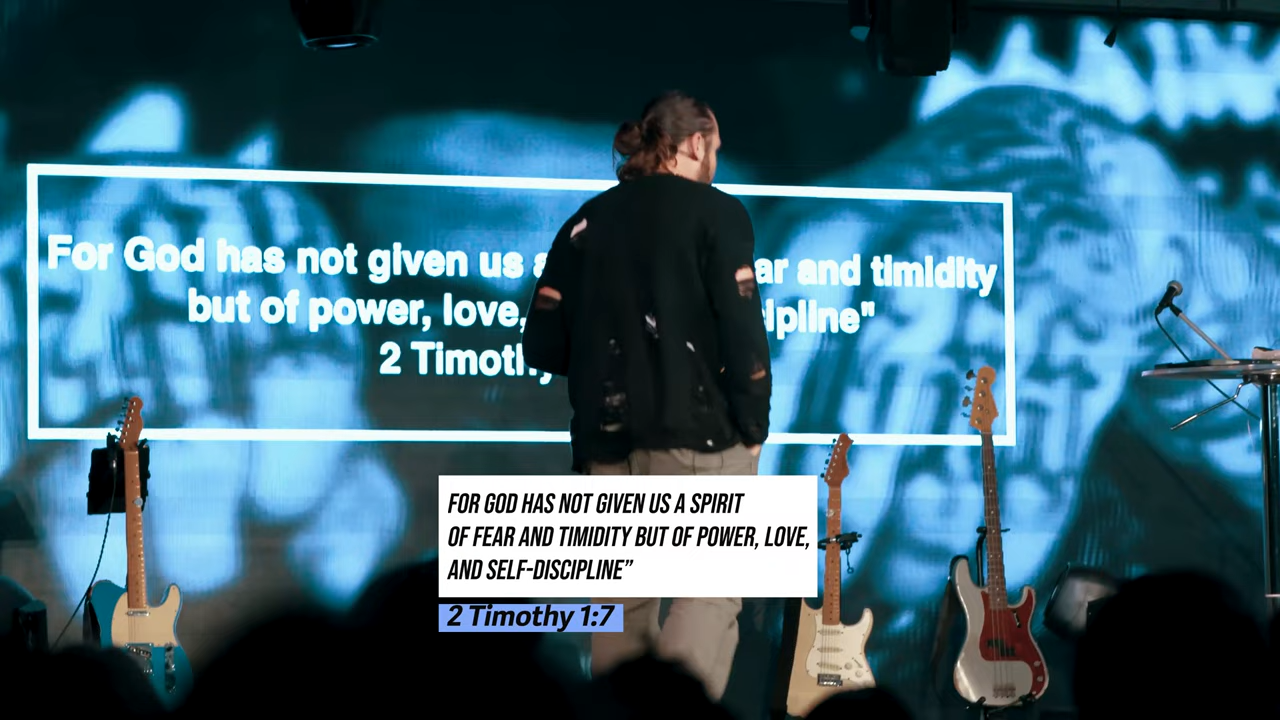 For God has not given us a ar and timidity
but of power, love, ipline"
2 Timothy
FOR GOD HAS NOT GIVEN US A SPIRIT
OF FEAR AND TIMIDITY BUT OF POWER, LOVE,
AND SELF-DISCIPLINE”
2 Timothy 1:7